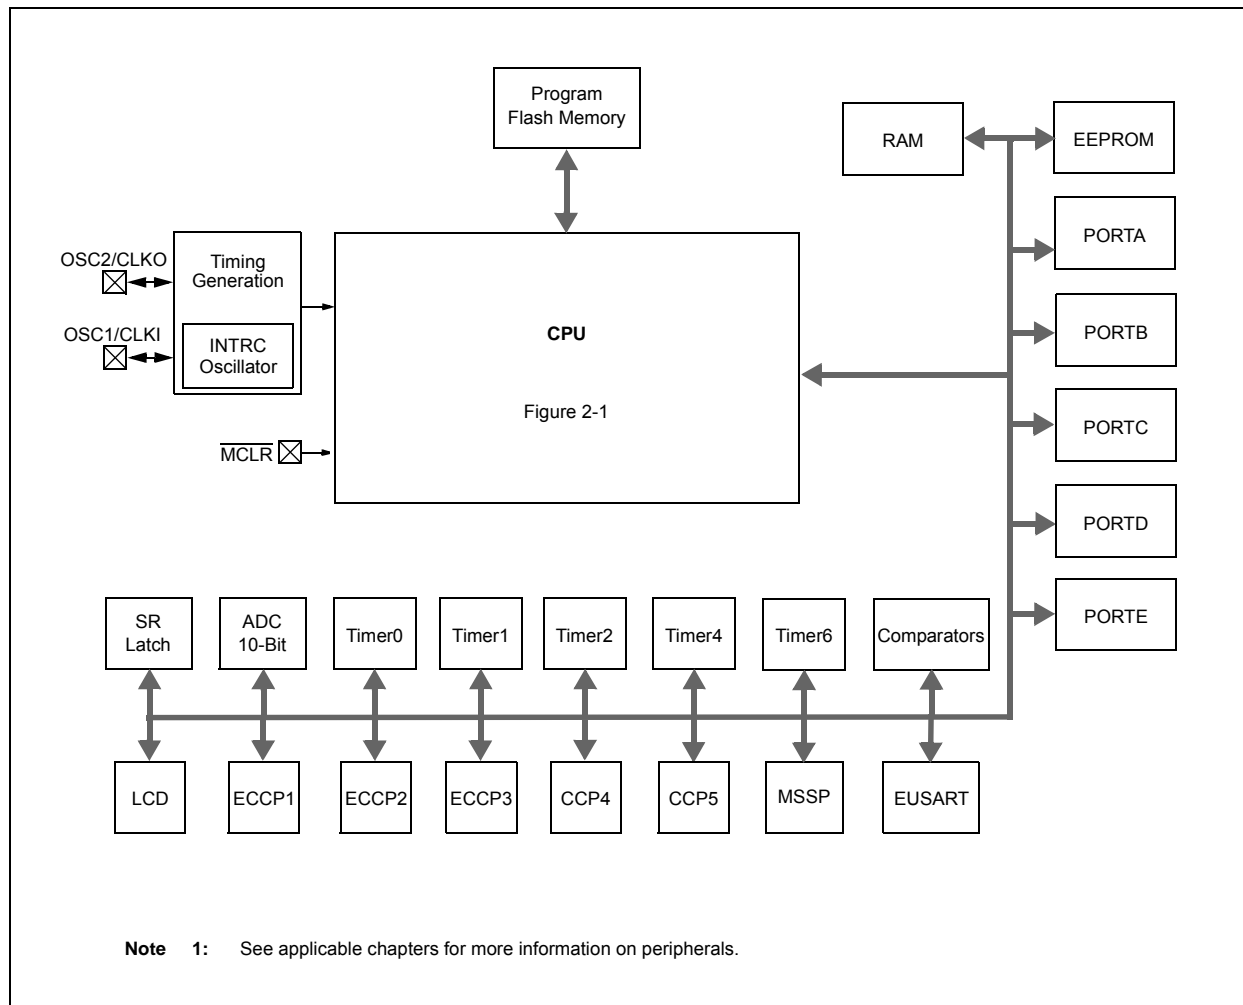 Program
Flash Memory
RAM
EEPROM
PORTA
OSC2/CLKO
Timing
Generation
OSC1/CLKI
INTRC
Oscillator
CPU
PORTB
Figure 2-1
PORTC
MCLR
PORTD
SR
Latch
ADC
10-Bit
Timer0
Timer1
Timer2
Timer4
Timer6
Comparators
PORTE
LCD
ECCP1
ECCP2
ECCP3
CCP4
CCP5
MSSP
EUSART
Note 1: See applicable chapters for more information on peripherals.